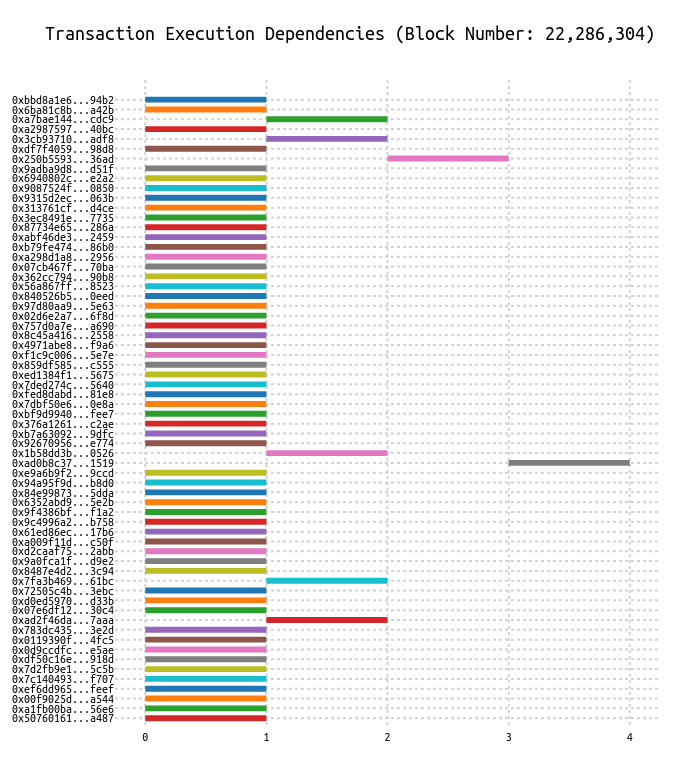 Transaction Execution Dependencies (Block Number: 22,286,304)
0xbbd8a1e6...94b2
0x6ba81c8b...a42b
0xa7bae144...cdc9
0xa2987597...40bc
0x3cb93710...adf8
0xdf7f4059...98d8
0x250b5593...36ad
0x9adba9d8...d51f
0x6940802c...e2a2
0x9087524f...0850
0x9315d2ec...063b
0x313761cf...d4ce
0x3ec8491e...7735
0x87734e65...286a
0xabf46de3...2459
0xb79fe474...86b0
0xa298d1a8...2956
0x07cb467f...70ba
0x362cc794...90b8
0x56a867ff...8523
0x840526b5...0eed
0x97d80aa9...5e63
0x02d6e2a7...6f8d
0x757d0a7e...a690
0x8c45a416...2558
0x4971abe8...f9a6
0xf1c9c006...5e7e
0x859df585...c555
0xed1384f1...5675
0x7ded274c...5640
0xfed8dabd...81e8
0x7dbf50e6...0e8a
0xbf9d9940...fee7
0x376a1261...c2ae
0xb7a63092...9dfc
0x92670956...e774
0x1b58dd3b...0526
0xad0b8c37...1519
0xe9a6b9f2...9ccd
0x94a95f9d...b8d0
0x84e99873...5dda
0x6352abd9...5e2b
0x9f4386bf...f1a2
0x9c4996a2...b758
0x61ed86ec...17b6
0xa009f11d...c50f
0xd2caaf75...2abb
0x9a0fca1f...d9e2
0x8487e4d2...3c94
0x7fa3b469...61bc
0x72505c4b...3ebc
0xd0ed5970...d33b
0x07e6df12...30c4
0xad2f46da...7aaa
0x783dc435...3e2d
0x0119390f...4fc5
0x0d9ccdfc...e5ae
0xdf50c16e...918d
0x7d2fb9e1...5c5b
0x7c140493...f707
0xef6dd965...feef
0x00f9025d...a544
0xa1fb00ba...56e6
0x50760161...a487
0 1 2 3 4